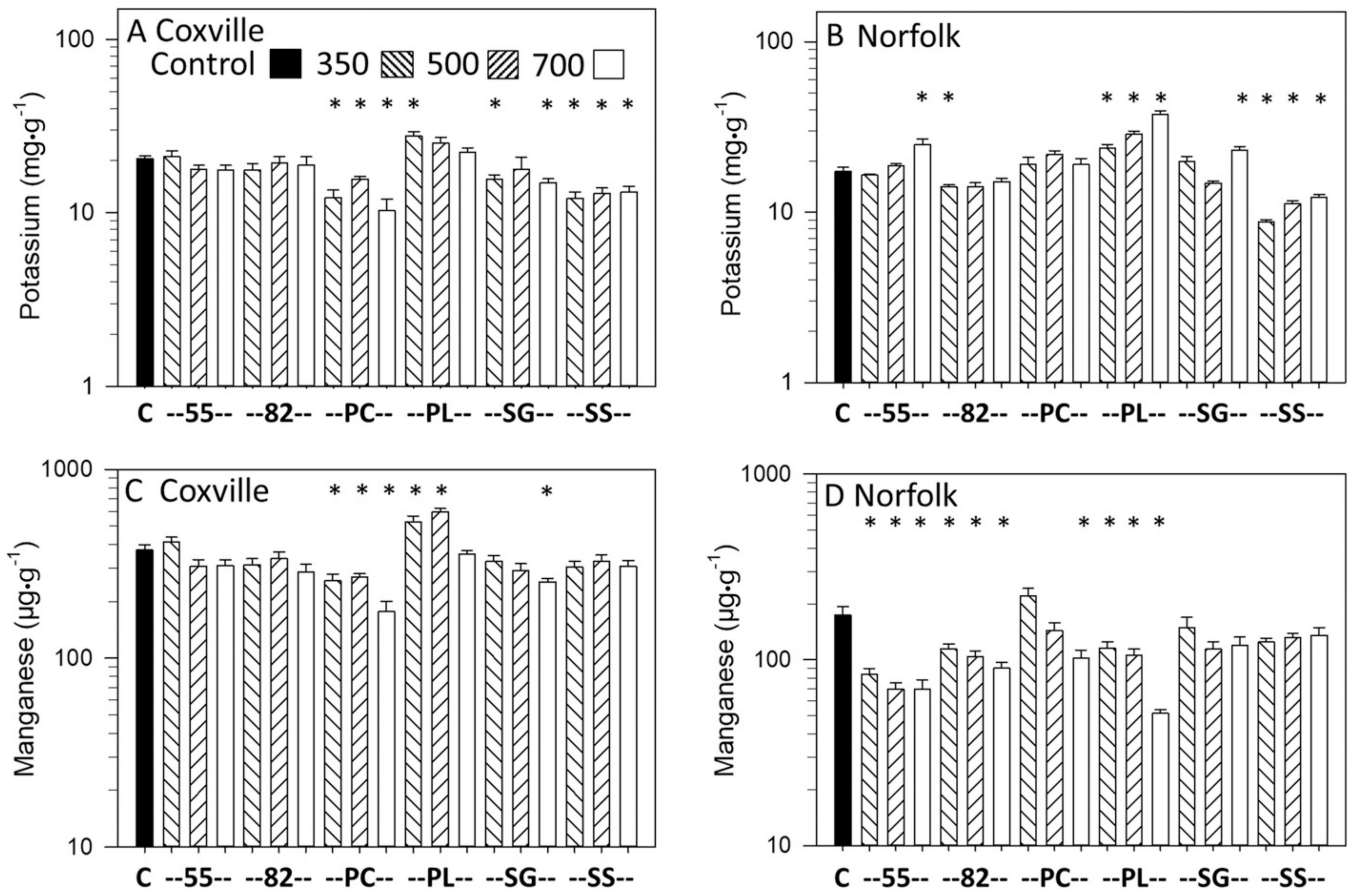 A Coxville
Control 350 500 700
100
10
1
Potassium (mg•g-1)
* * * * * * * * *
C --55-- --82-- --PC-- --PL-- --SG-- --SS--
B Norfolk
100
10
1
Potassium (mg•g-1)
* * * * * * * * *
C --55-- --82-- --PC-- --PL-- --SG-- --SS--
C Coxville
1000
100
10
Manganese (µg•g-1)
* * * * * *
C --55-- --82-- --PC-- --PL-- --SG-- --SS--
D Norfolk
1000
100
10
Manganese (µg•g-1)
* * * * * * * * * *
C --55-- --82-- --PC-- --PL-- --SG-- --SS--